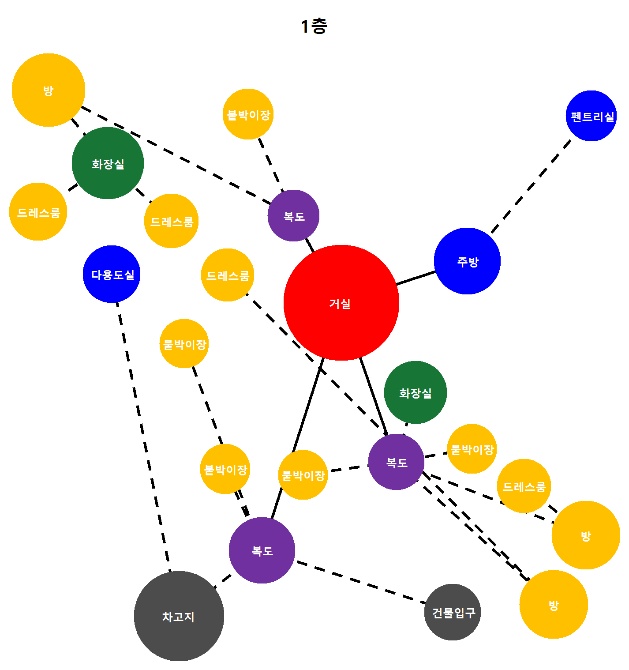 1층
방
붙박이장
펜트리실
화장실
드레스룸
드레스룸
복도
주방
다용도실
드레스룸
거실
붙박이장
화장실
붙박이장
붙박이장
붙박이장
복도
드레스룸
방
복도
차고지
건물입구
방